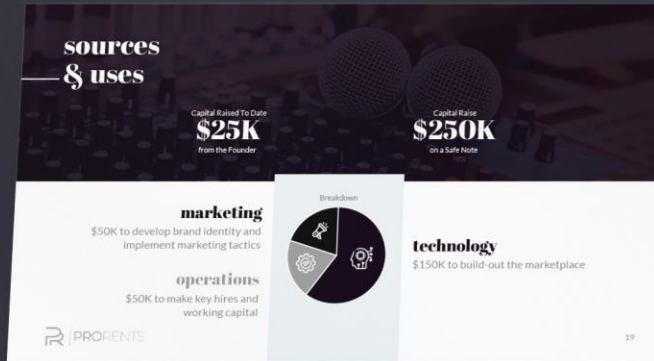 sources
& uses
Capital Raised To Date
$25K
from the Founder
Capital Raise
$250K
on a Safe Note
Breakdown
marketing
$50K to develop brand identity and
implement marketing tactics
operations
$50K to make key hires and
working capital
technology
$150K to build-out the marketplace
PR PRORENTS
19